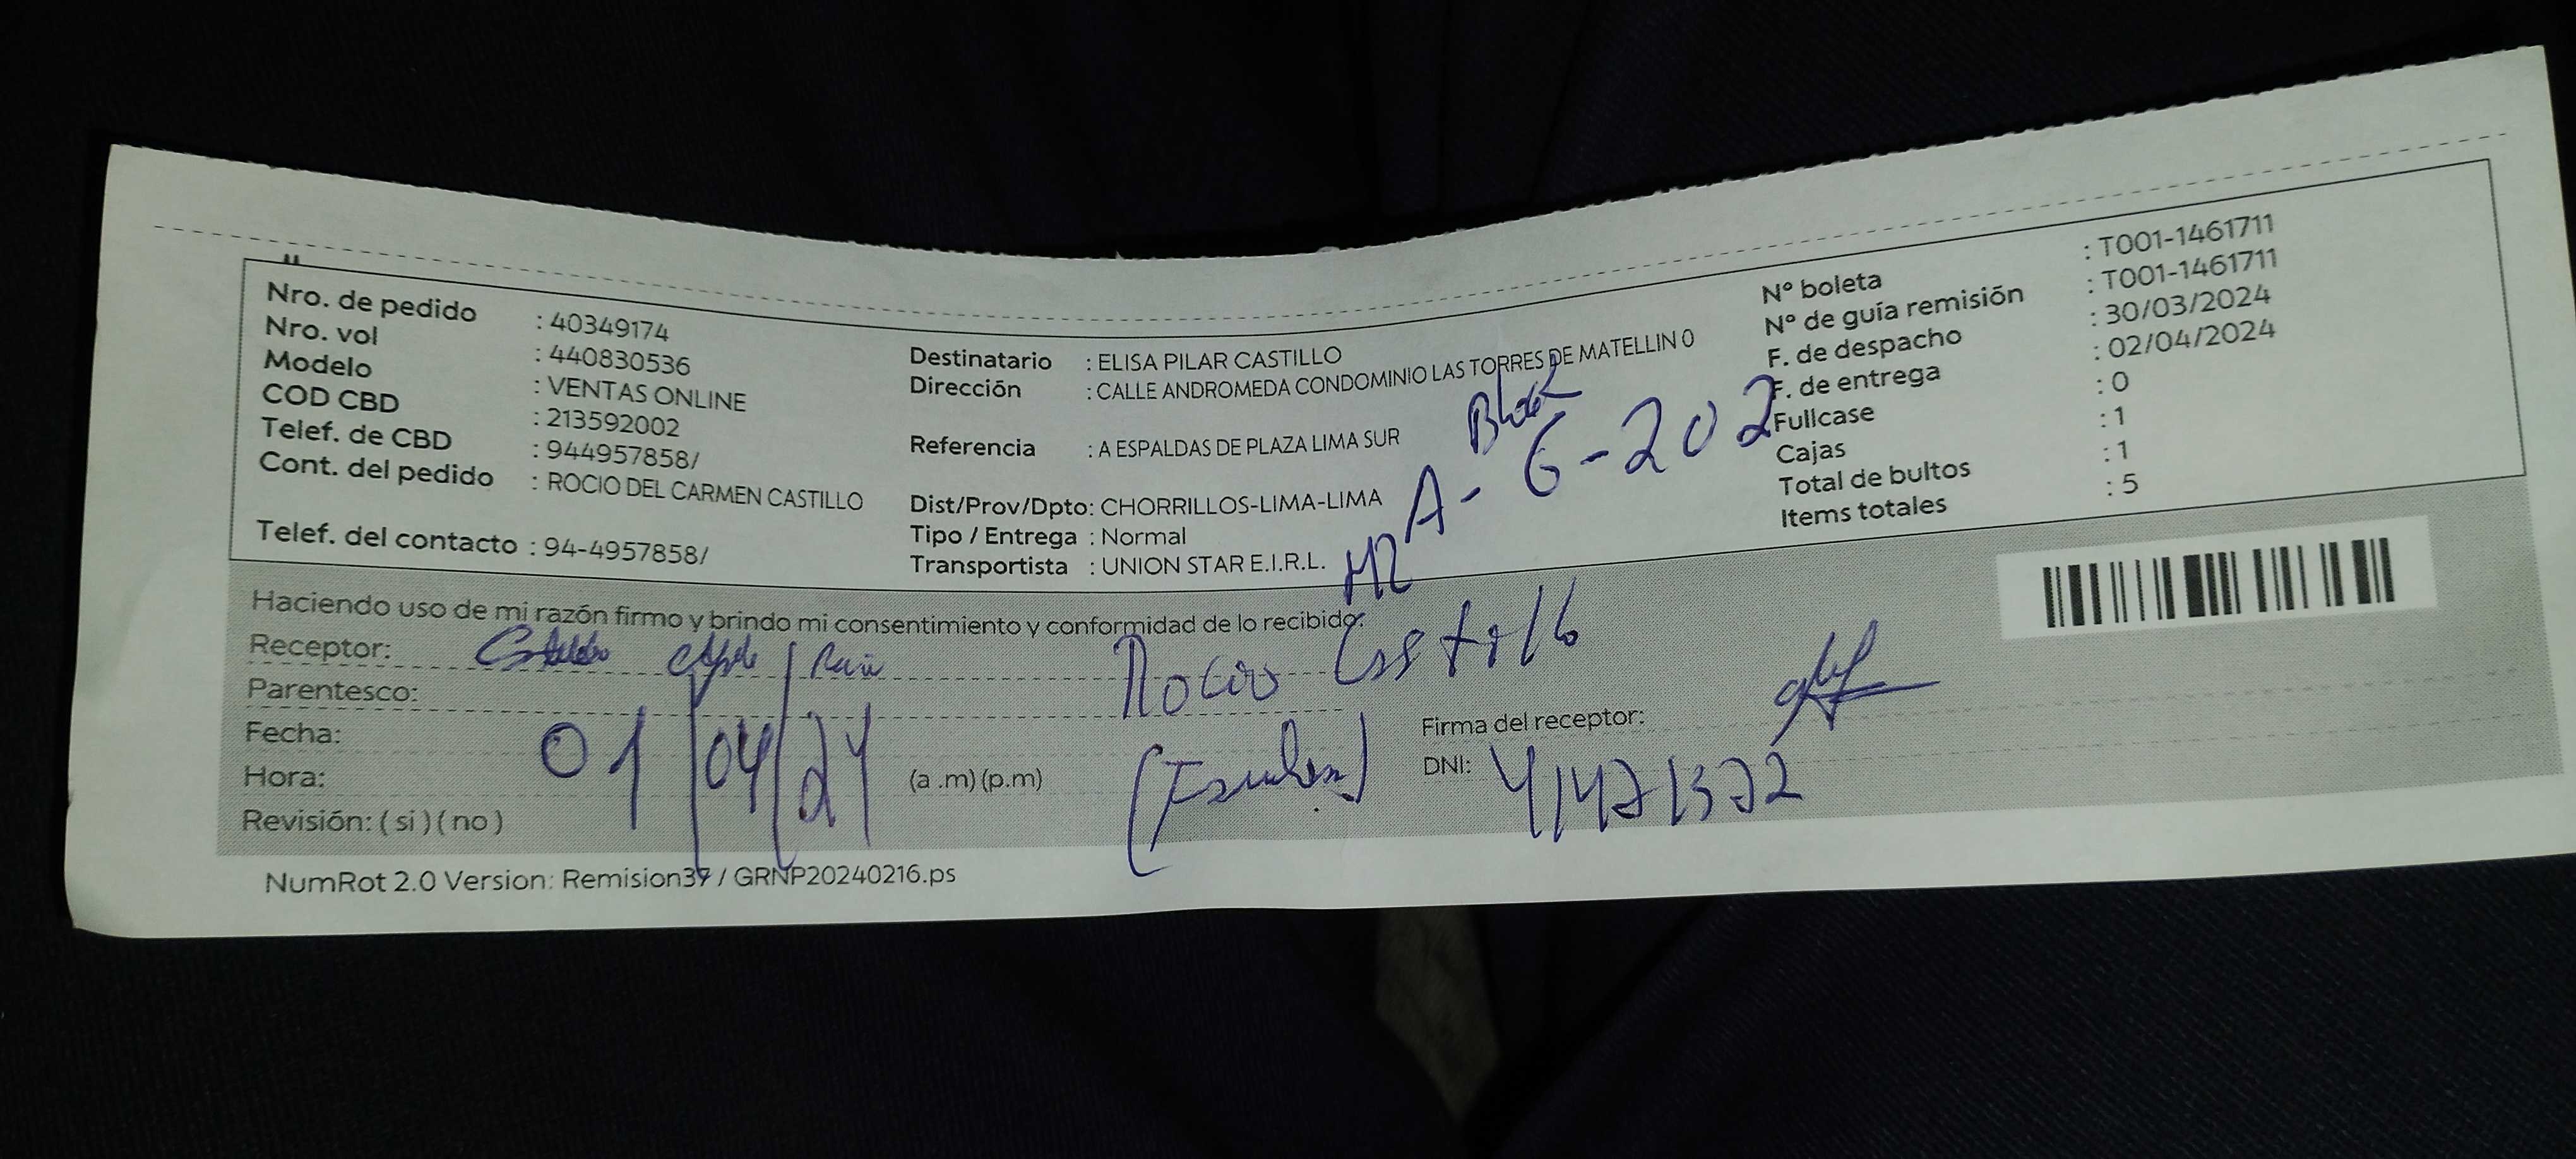 Nro. de pedido : 40349174
Nro. vol : 440830536
Modelo : VENTAS ONLINE
COD CBD : 213592002
Telef. de CBD : 944957858/
Cont. del pedido : ROCIO DEL CARMEN CASTILLO
Telef. del contacto : 94-4957858/
Destinatario : ELISA PILAR CASTILLO
Dirección : CALLE ANDROMEDA CONDOMINIO LAS TORRES DE MATELLIN 0
Referencia : A ESPALDAS DE PLAZA LIMA SUR
Dist/Prov/Dpto: CHORRILLOS-LIMA-LIMA
Tipo / Entrega : Normal
Transportista : UNION STAR E.I.R.L.
Block
Mz A-6-202
N° boleta : T001-1461711
N° de guía remisión : T001-1461711
F. de despacho : 30/03/2024
F. de entrega : 02/04/2024
Fullcase : 0
Cajas : 1
Total de bultos : 1
Items totales : 5
Haciendo uso de mi razón firmo y brindo mi consentimiento y conformidad de lo recibido:
Receptor:
Rocio Castillo
Parentesco:
Fecha: 01/04/24
Hora: (a .m) (p.m)
Revisión: ( si ) ( no )
Firma del receptor:
DNI: 41471372
NumRot 2.0 Version: Remision39 / GRNP20240216.ps